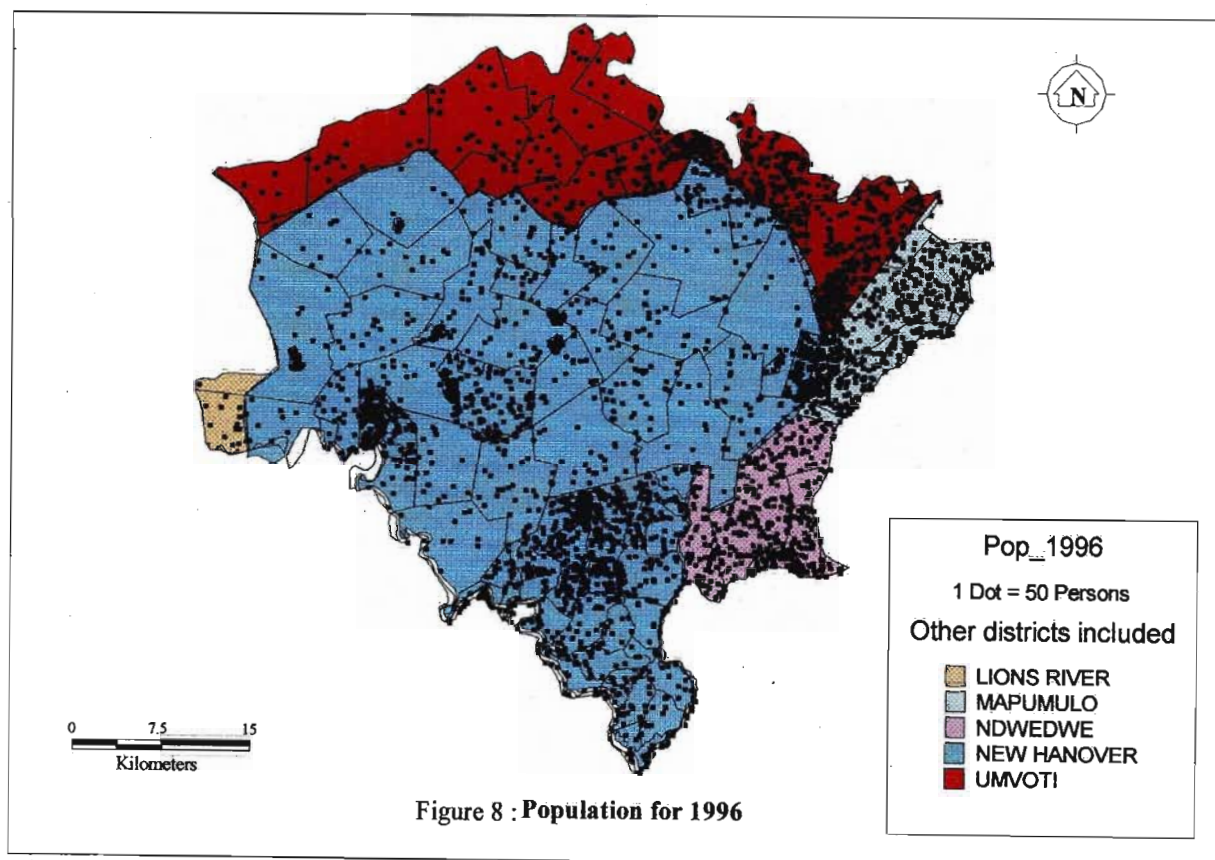 N
Pop_1996
1 Dot = 50 Persons
Other districts included
LIONS RIVER
MAPUMULO
NDWEDWE
NEW HANOVER
UMVOTI
0 7.5 15
Kilometers
Figure 8 : Population for 1996